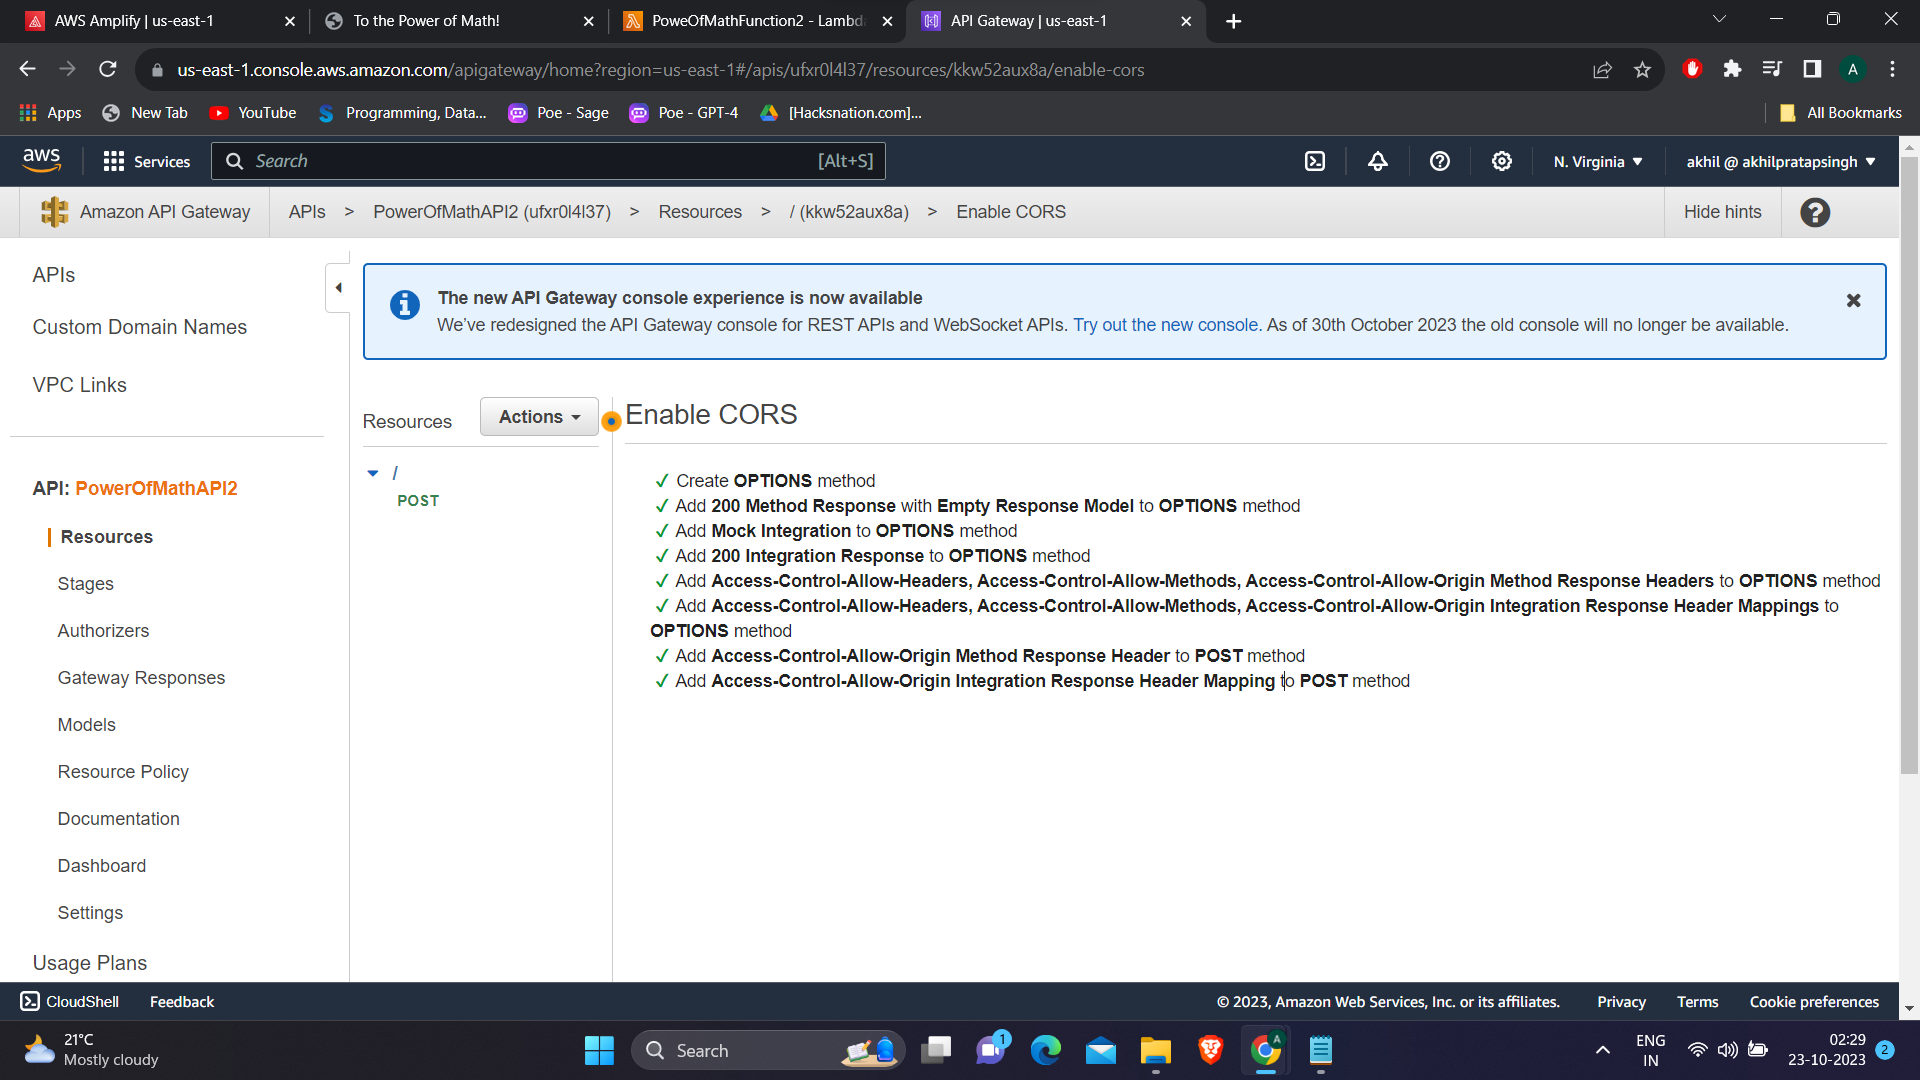 AWS Amplify | us-east-1
To the Power of Math!
PoweOfMathFunction2 - Lambd
API Gateway | us-east-1
us-east-1.console.aws.amazon.com/apigateway/home?region=us-east-1#/apis/ufxr0l4l37/resources/kkw52aux8a/enable-cors
A
Apps
New Tab
YouTube
Programming, Data...
Poe - Sage
Poe - GPT-4
[Hacksnation.com]...
All Bookmarks
aws
Services
Search
[Alt+S]
N. Virginia
akhil @ akhilpratapsingh
Amazon API Gateway
APIs > PowerOfMathAPI2 (ufxr0l4l37) > Resources > / (kkw52aux8a) > Enable CORS
Hide hints
APIs
Custom Domain Names
VPC Links
API: PowerOfMathAPI2
Resources
Stages
Authorizers
Gateway Responses
Models
Resource Policy
Documentation
Dashboard
Settings
Usage Plans
The new API Gateway console experience is now available
We've redesigned the API Gateway console for REST APIs and WebSocket APIs. Try out the new console. As of 30th October 2023 the old console will no longer be available.
Resources
Actions
/
POST
Enable CORS
✓ Create OPTIONS method
✓ Add 200 Method Response with Empty Response Model to OPTIONS method
✓ Add Mock Integration to OPTIONS method
✓ Add 200 Integration Response to OPTIONS method
✓ Add Access-Control-Allow-Headers, Access-Control-Allow-Methods, Access-Control-Allow-Origin Method Response Headers to OPTIONS method
✓ Add Access-Control-Allow-Headers, Access-Control-Allow-Methods, Access-Control-Allow-Origin Integration Response Header Mappings to
OPTIONS method
✓ Add Access-Control-Allow-Origin Method Response Header to POST method
✓ Add Access-Control-Allow-Origin Integration Response Header Mapping to POST method
CloudShell
Feedback
© 2023, Amazon Web Services, Inc. or its affiliates.
Privacy
Terms
Cookie preferences
21°C
Mostly cloudy
Search
1
A
ENG
IN
02:29
23-10-2023
2